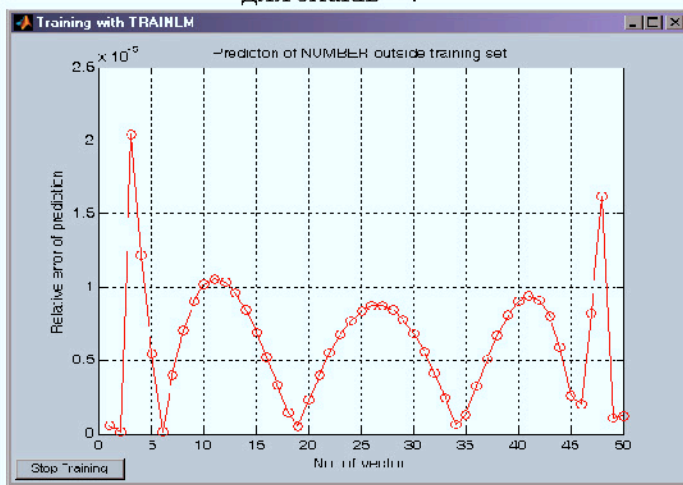 Training with TRAINLM
Prediction of NUMBER outside training set
x 10
-5
2.5
2
1.5
1
0.5
0
Relative error of prediction
0 5 10 15 20 25 30 35 40 45 50
No. of vector
Stop Training